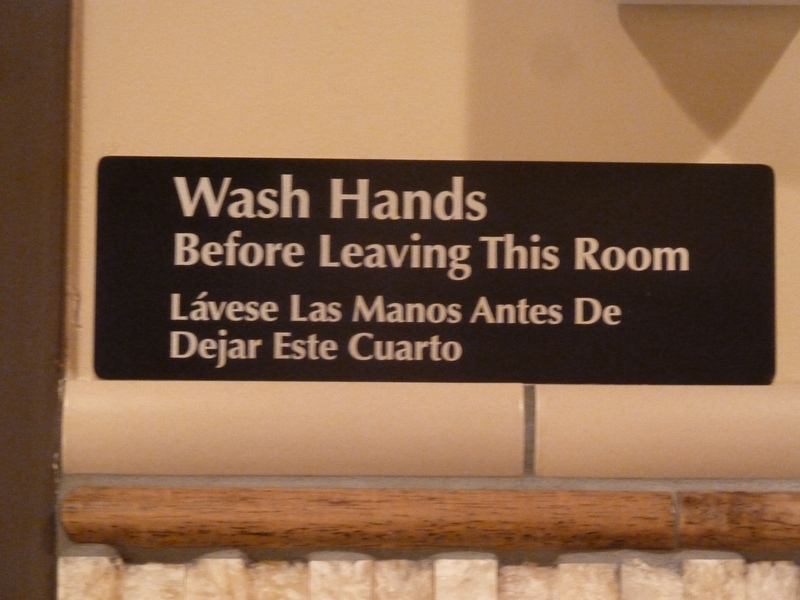 Wash Hands
Before Leaving This Room
Lávese Las Manos Antes De
Dejar Este Cuarto